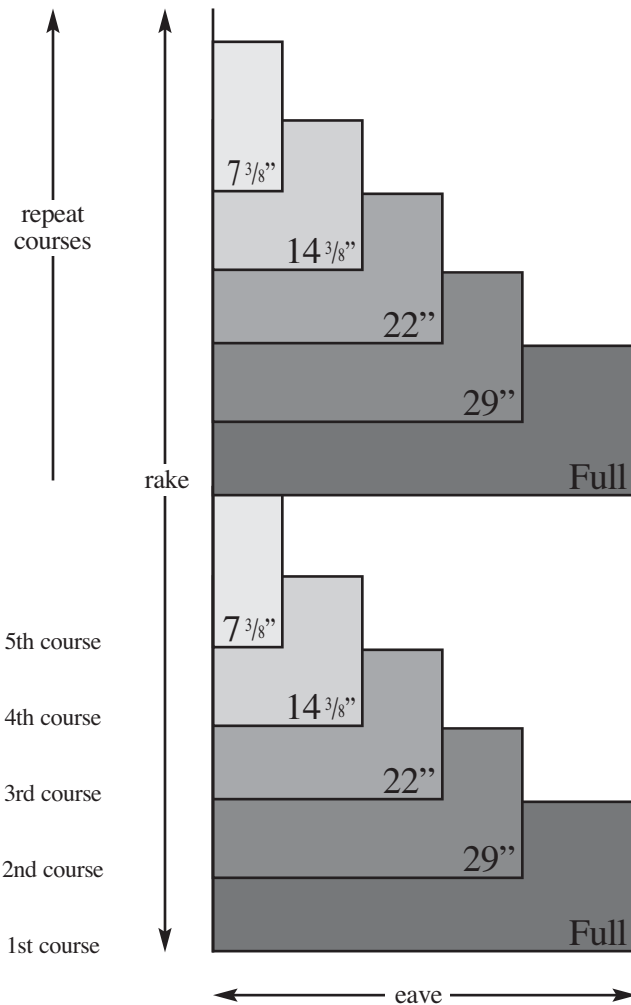 7 3/8”
14 3/8”
repeat
courses
22”
29”
rake
Full
7 3/8”
5th course
14 3/8”
4th course
22”
3rd course
29”
2nd course
Full
1st course
eave